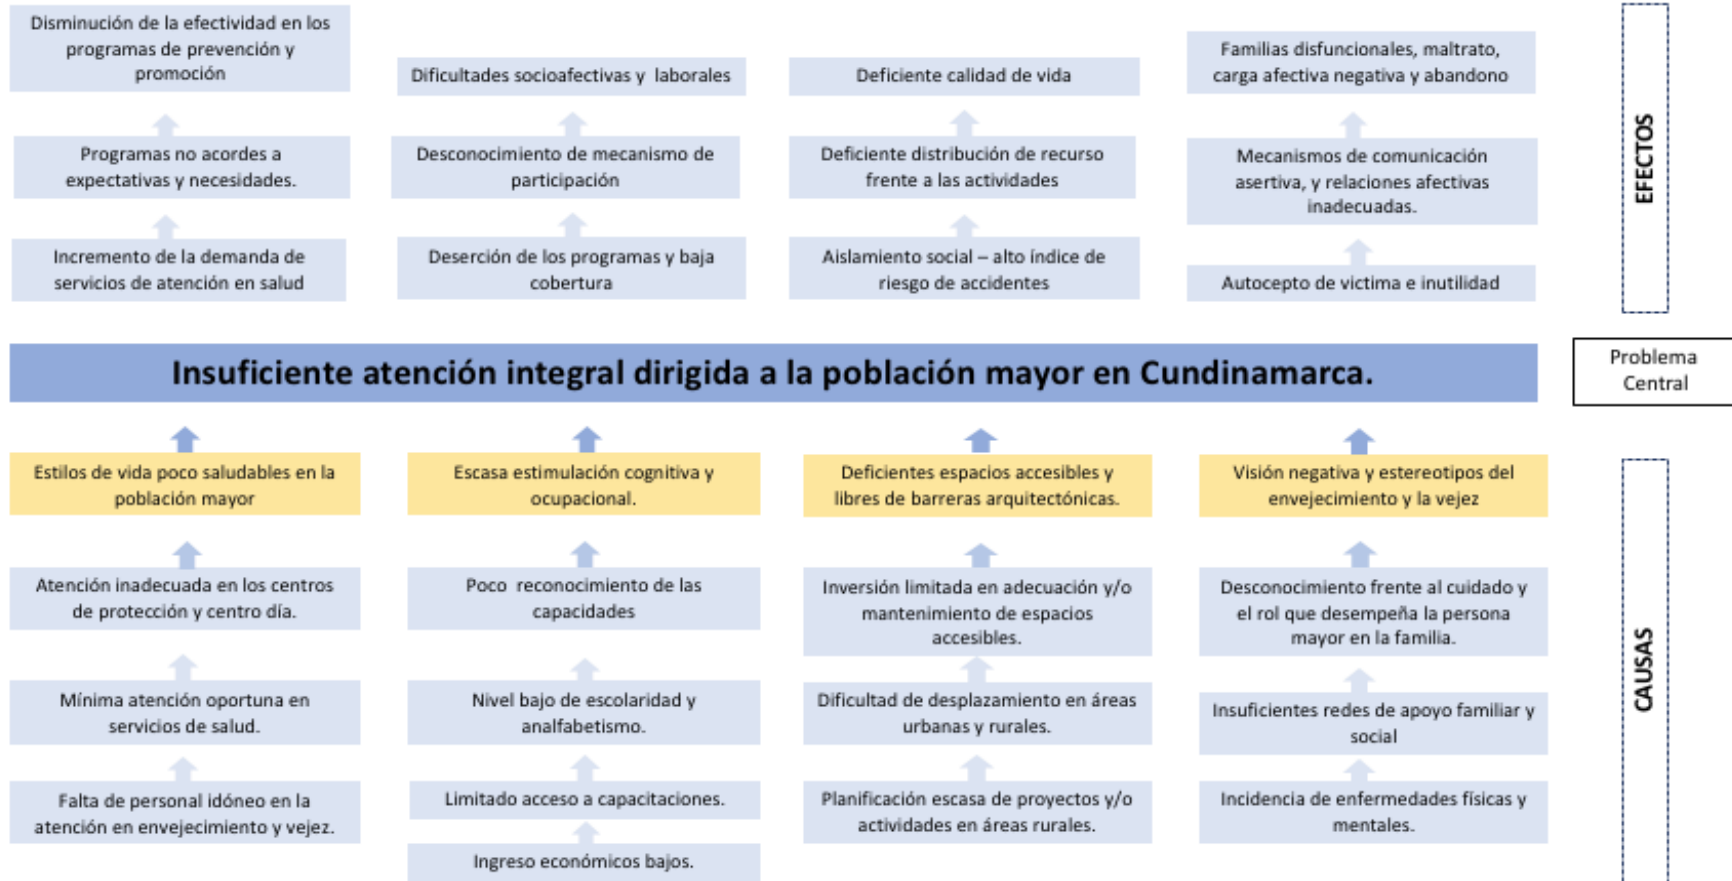 Disminución de la efectividad en los
programas de prevención y
promoción
Dificultades socioafectivas y laborales
Deficiente calidad de vida
Familias disfuncionales, maltrato,
carga afectiva negativa y abandono
Programas no acordes a
expectativas y necesidades.
Desconocimiento de mecanismo de
participación
Deficiente distribución de recurso
frente a las actividades
Mecanismos de comunicación
asertiva, y relaciones afectivas
inadecuadas.
Incremento de la demanda de
servicios de atención en salud
Deserción de los programas y baja
cobertura
Aislamiento social – alto índice de
riesgo de accidentes
Autocepto de victima e inutilidad
EFECTOS
Insuficiente atención integral dirigida a la población mayor en Cundinamarca.
Problema
Central
Estilos de vida poco saludables en la
población mayor
Escasa estimulación cognitiva y
ocupacional.
Deficientes espacios accesibles y
libres de barreras arquitectónicas.
Visión negativa y estereotipos del
envejecimiento y la vejez
Atención inadecuada en los centros
de protección y centro día.
Poco reconocimiento de las
capacidades
Inversión limitada en adecuación y/o
mantenimiento de espacios
accesibles.
Desconocimiento frente al cuidado y
el rol que desempeña la persona
mayor en la familia.
Mínima atención oportuna en
servicios de salud.
Nivel bajo de escolaridad y
analfabetismo.
Dificultad de desplazamiento en áreas
urbanas y rurales.
Insuficientes redes de apoyo familiar y
social
Falta de personal idóneo en la
atención en envejecimiento y vejez.
Limitado acceso a capacitaciones.
Planificación escasa de proyectos y/o
actividades en áreas rurales.
Incidencia de enfermedades físicas y
mentales.
Ingreso económicos bajos.
CAUSAS